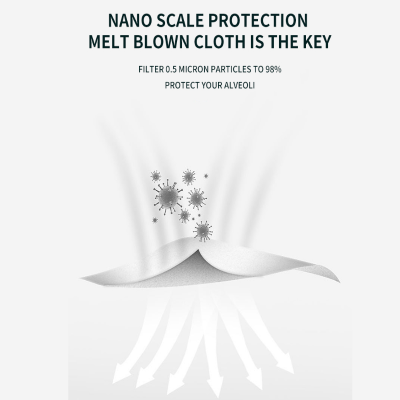 NANO SCALE PROTECTION
MELT BLOWN CLOTH IS THE KEY
FILTER 0.5 MICRON PARTICLES TO 98%
PROTECT YOUR ALVEOLI